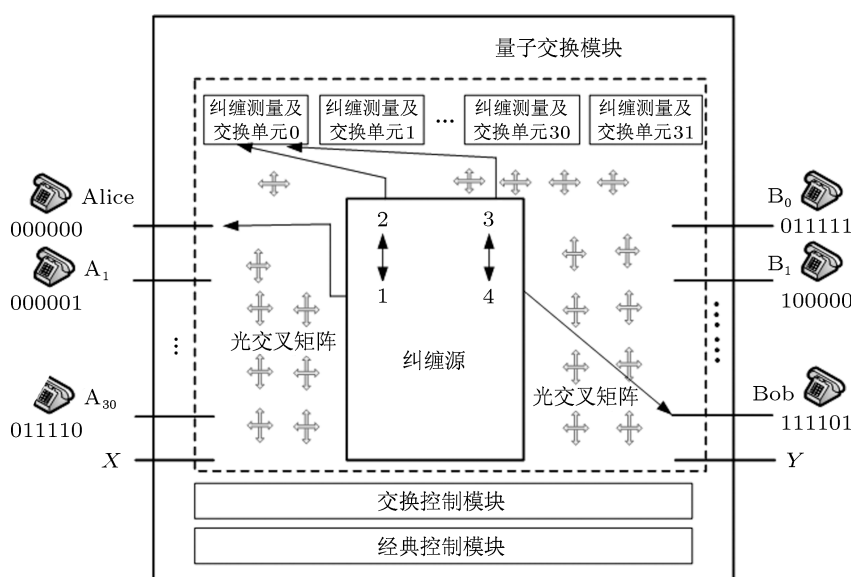 量子交换模块
纠缠测量及
交换单元0
纠缠测量及
交换单元1
...
纠缠测量及
交换单元30
纠缠测量及
交换单元31
Alice
000000
A₁
000001
⋮
A₃₀
011110
X
2
3
1
4
纠缠源
光交叉矩阵
光交叉矩阵
B₀
011111
B₁
100000
⋮
Bob
111101
Y
交换控制模块
经典控制模块